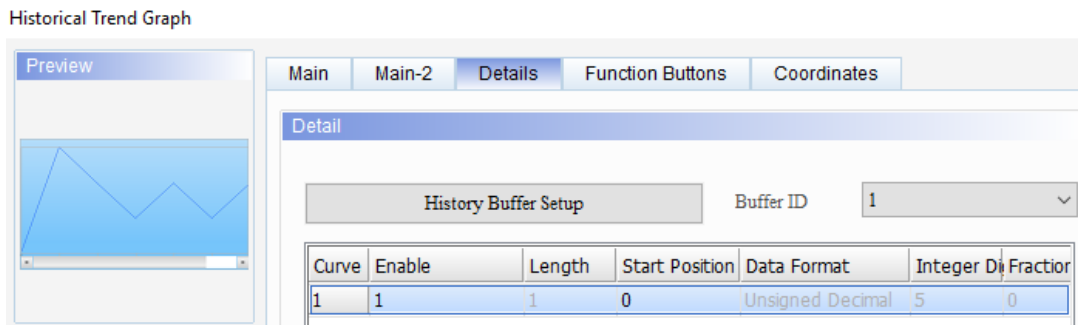 Historical Trend Graph
Preview
Main Main-2 Details Function Buttons Coordinates
Detail
History Buffer Setup Buffer ID 1
Curve Enable Length Start Position Data Format Integer Di Fraction
1 1 1 0 Unsigned Decimal 5 0